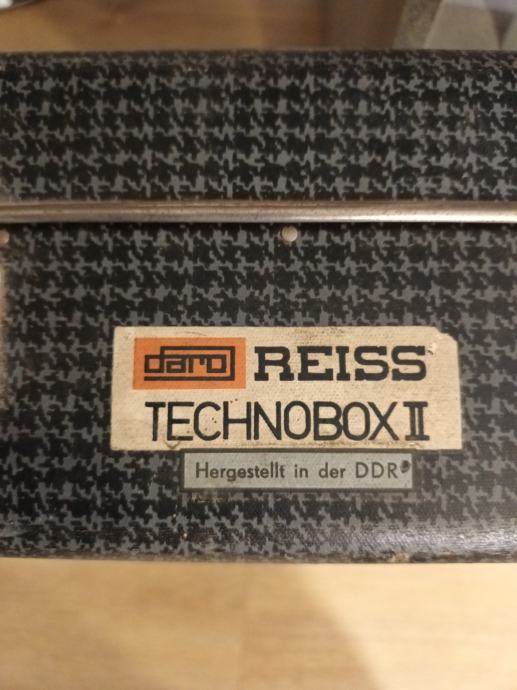 daro REISS
TECHNOBOX II
Hergestellt in der DDR